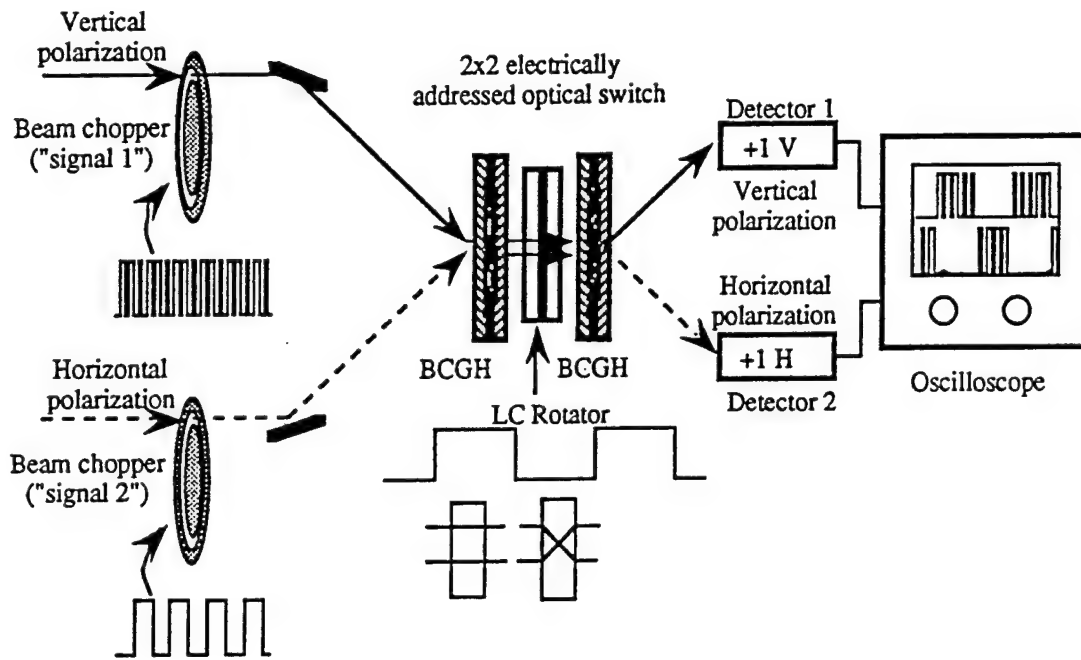 Vertical
polarization
Beam chopper
("signal 1")
2x2 electrically
addressed optical switch
Detector 1
+1 V
Vertical
polarization
Horizontal
polarization
+1 H
Detector 2
Oscilloscope
BCGH
BCGH
LC Rotator
Horizontal
polarization
Beam chopper
("signal 2")